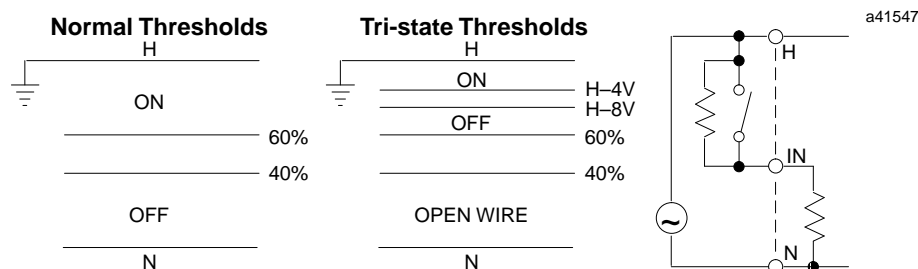 a41547
Normal Thresholds
H
ON
60%
40%
OFF
N
Tri-state Thresholds
H
ON
H–4V
H–8V
OFF
60%
40%
OPEN WIRE
N
H
IN
~
N